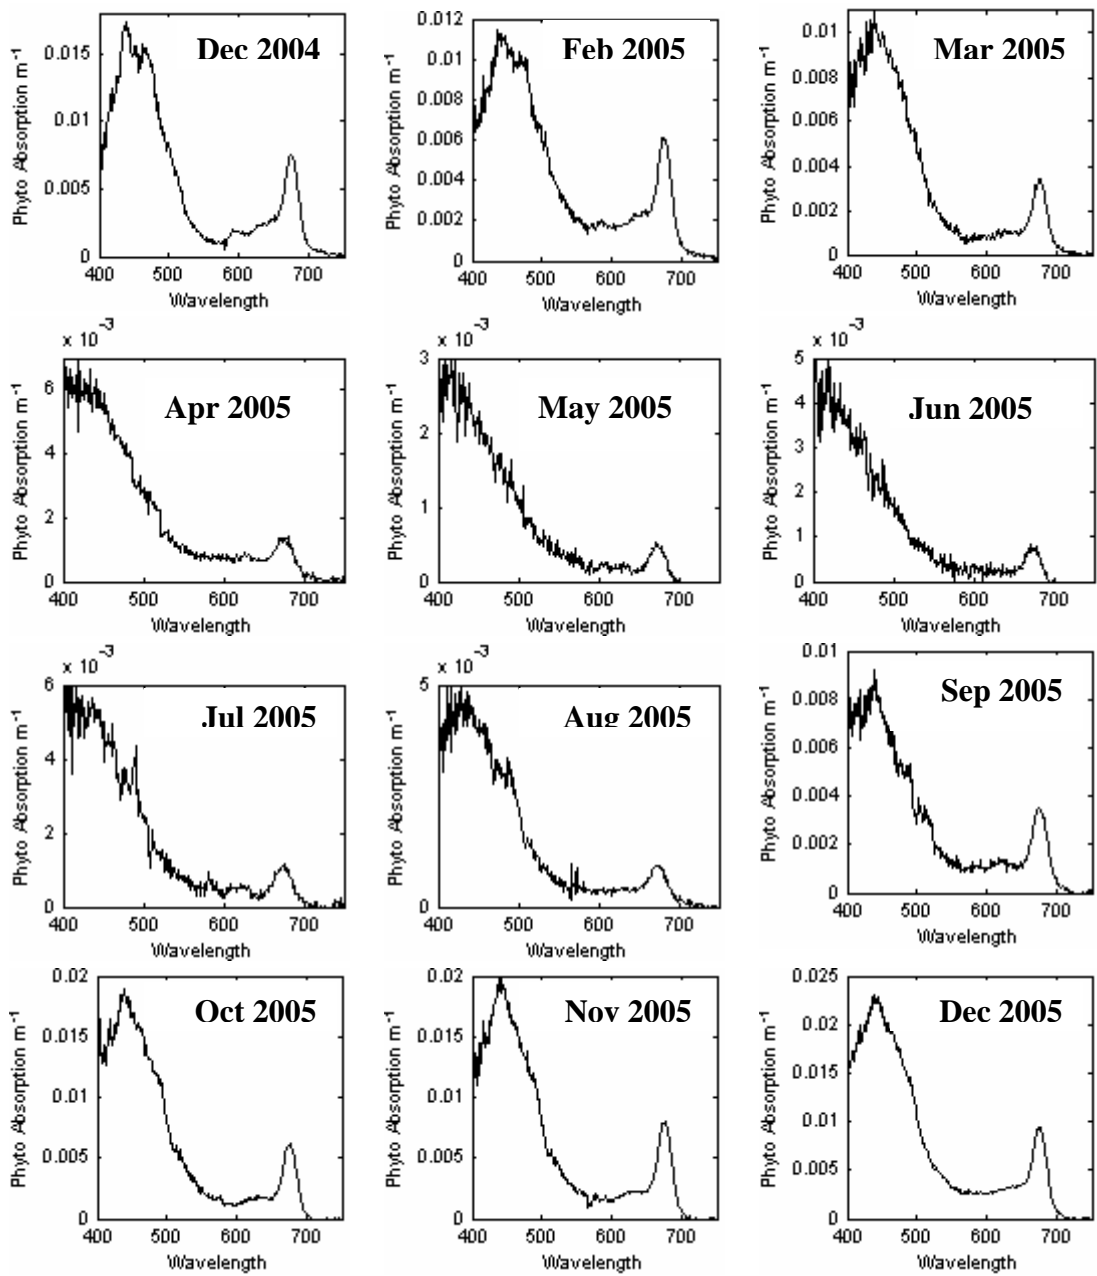 Dec 2004
Phyto Absorption m⁻¹
0.015
0.01
0.005
0
400 500 600 700
Wavelength
Feb 2005
Phyto Absorption m⁻¹
0.012
0.01
0.008
0.006
0.004
0.002
0
400 500 600 700
Wavelength
Mar 2005
Phyto Absorption m⁻¹
0.01
0.008
0.006
0.004
0.002
0
400 500 600 700
Wavelength
x 10⁻³
Apr 2005
Phyto Absorption m⁻¹
6
4
2
0
400 500 600 700
Wavelength
x 10⁻³
May 2005
Phyto Absorption m⁻¹
3
2
1
0
400 500 600 700
Wavelength
x 10⁻³
Jun 2005
Phyto Absorption m⁻¹
5
4
3
2
1
0
400 500 600 700
Wavelength
x 10⁻³
Jul 2005
Phyto Absorption m⁻¹
6
4
2
0
400 500 600 700
Wavelength
x 10⁻³
Aug 2005
Phyto Absorption m⁻¹
5
0
400 500 600 700
Wavelength
Sep 2005
Phyto Absorption m⁻¹
0.01
0.008
0.006
0.004
0.002
0
400 500 600 700
Wavelength
Oct 2005
Phyto Absorption m⁻¹
0.02
0.015
0.01
0.005
0
400 500 600 700
Wavelength
Nov 2005
Phyto Absorption m⁻¹
0.02
0.015
0.01
0.005
0
400 500 600 700
Wavelength
Dec 2005
Phyto Absorption m⁻¹
0.025
0.02
0.015
0.01
0.005
0
400 500 600 700
Wavelength